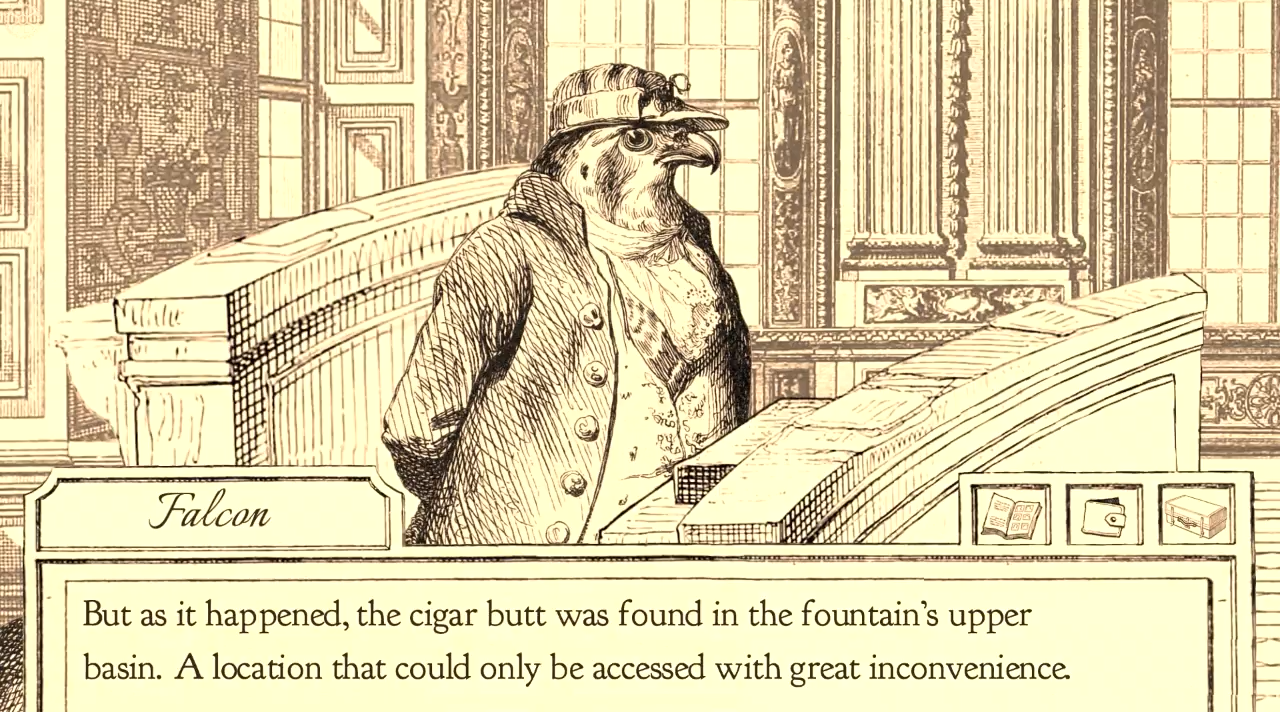 Falcon
But as it happened, the cigar butt was found in the fountain's upper
basin. A location that could only be accessed with great inconvenience.